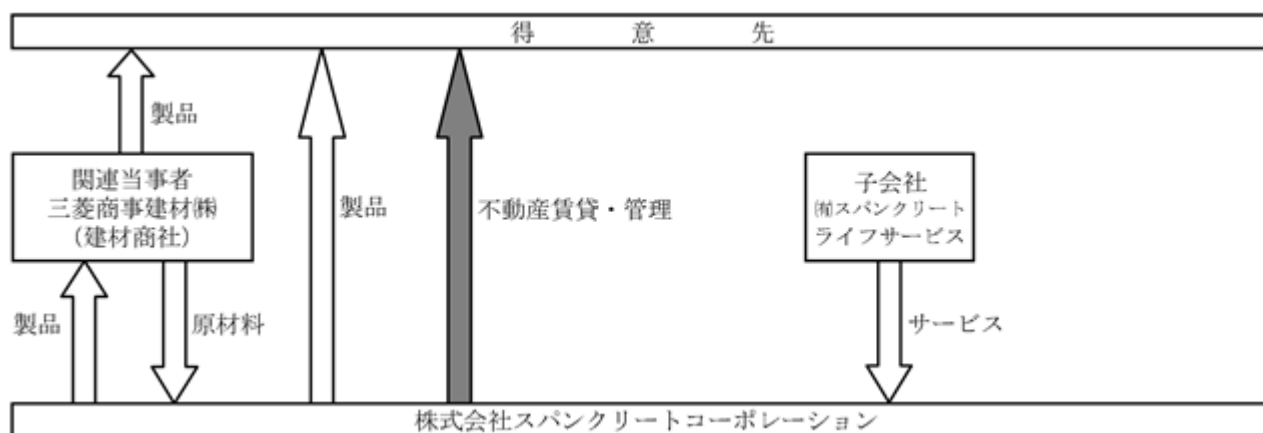 得意先
製品
関連当事者
三菱商事建材㈱
（建材商社）
製品
不動産賃貸・管理
子会社
㈲スパンクリート
ライフサービス
製品
原材料
サービス
株式会社スパンクリートコーポレーション